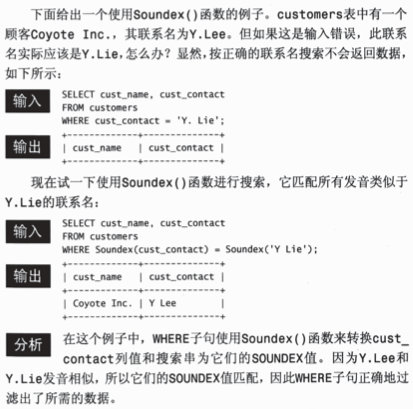 下面给出一个使用Soundex()函数的例子。customers表中有一个
顾客Coyote Inc.，其联系名为Y.Lee。但如果这是输入错误，此联系
名实际应该是Y.Lie，怎么办？显然，按正确的联系名搜索不会返回数据，
如下所示：
输入
SELECT cust_name, cust_contact
FROM customers
WHERE cust_contact = 'Y. Lie';
输出
+-------------+--------------+
| cust_name | cust_contact |
+-------------+--------------+
现在试一下使用Soundex()函数进行搜索，它匹配所有发音类似于
Y.Lie的联系名：
输入
SELECT cust_name, cust_contact
FROM customers
WHERE Soundex(cust_contact) = Soundex('Y Lie');
输出
+-------------+--------------+
| cust_name | cust_contact |
+-------------+--------------+
| Coyote Inc. | Y Lee |
+-------------+--------------+
分析
在这个例子中，WHERE子句使用Soundex()函数来转换cust_
contact列值和搜索串为它们的SOUNDEX值。因为Y.Lee和
Y.Lie发音相似，所以它们的SOUNDEX值匹配，因此WHERE子句正确地过
滤出了所需的数据。